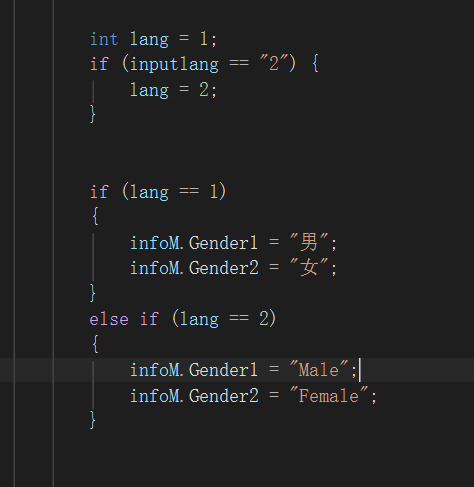 int lang = 1;
if (inputlang == "2") {
lang = 2;
}
if (lang == 1)
{
infoM.Gender1 = "男";
infoM.Gender2 = "女";
}
else if (lang == 2)
{
infoM.Gender1 = "Male";
infoM.Gender2 = "Female";
}